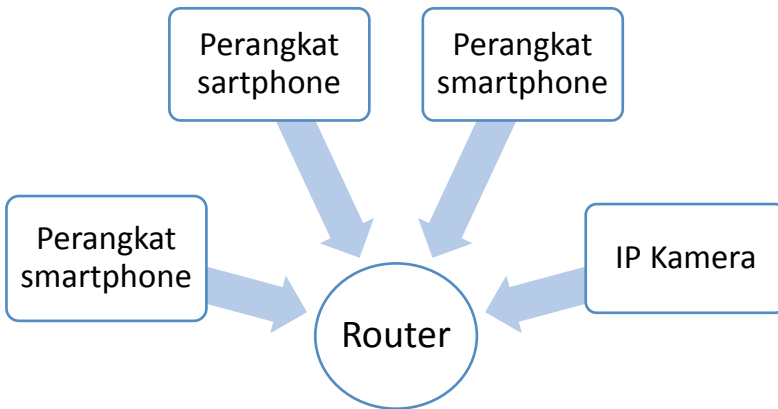 Perangkat
sartphone
Perangkat
smartphone
Perangkat
smartphone
IP Kamera
Router